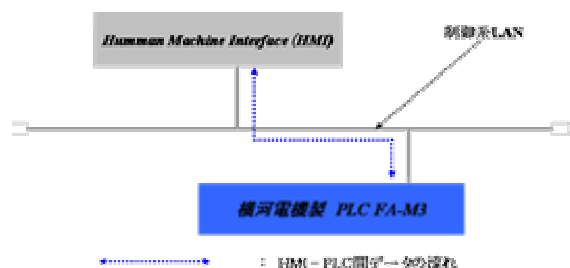 Humman Machine Interface (HMI)
制御系LAN
横河電機製 PLC FA-M3
: HMI－PLC間データの流れ